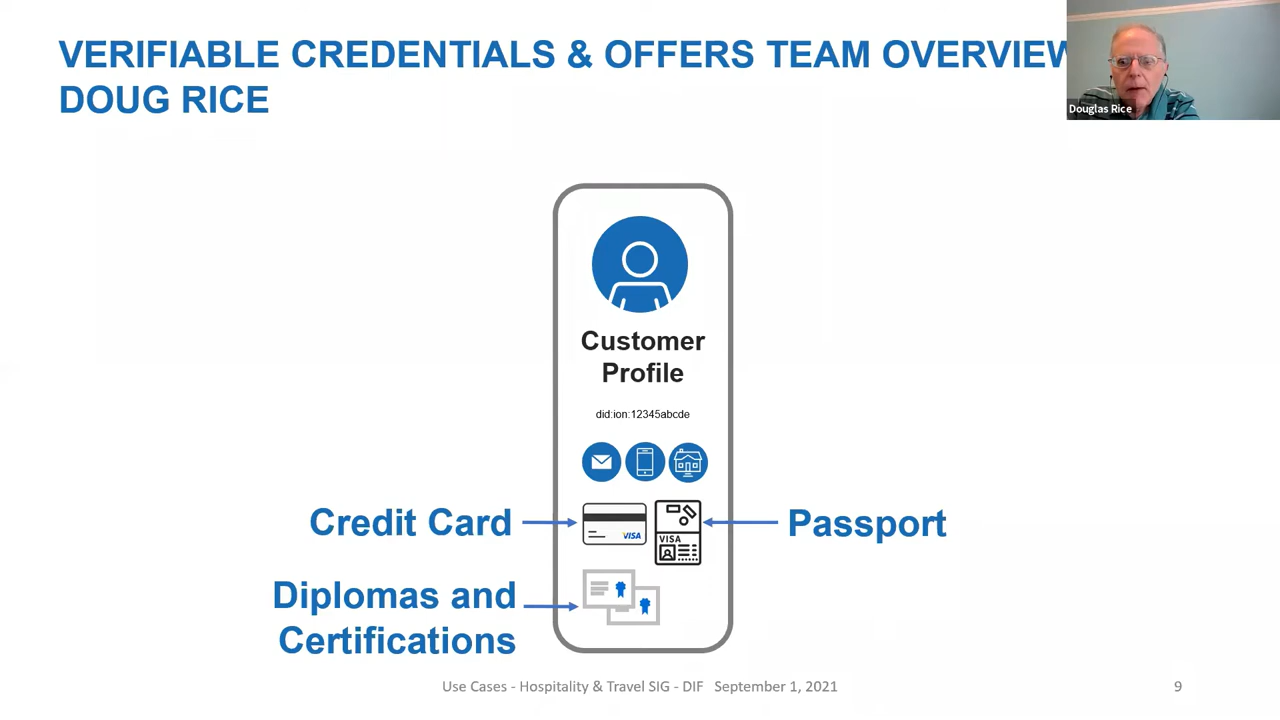 VERIFIABLE CREDENTIALS & OFFERS TEAM OVERVIEW
DOUG RICE
Douglas Rice
Customer
Profile
did:ion:12345abcde
Credit Card
VISA
VISA
Passport
Diplomas and
Certifications
Use Cases - Hospitality & Travel SIG - DIF September 1, 2021
9